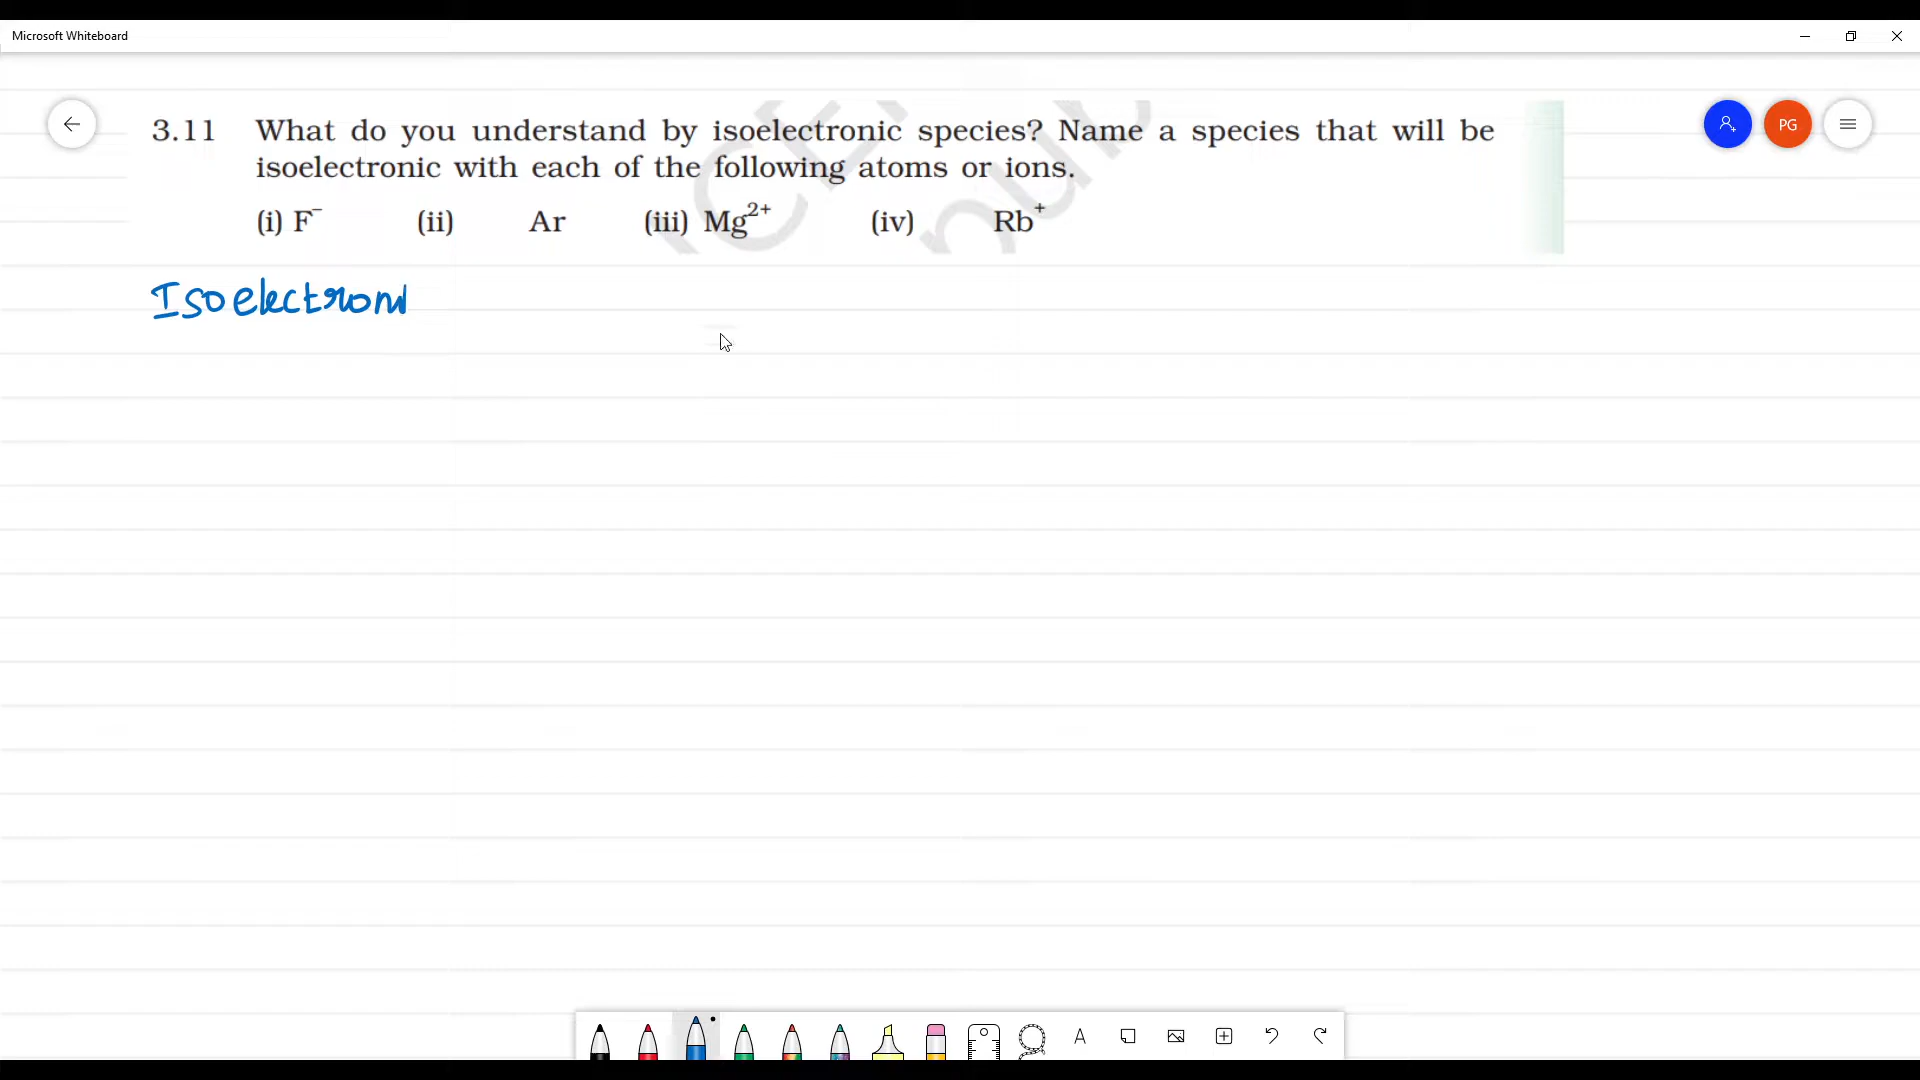 Microsoft Whiteboard
3.11 What do you understand by isoelectronic species? Name a species that will be
isoelectronic with each of the following atoms or ions.
(i) F⁻ (ii) Ar (iii) Mg²⁺ (iv) Rb⁺
PG
Isoelectroni
A